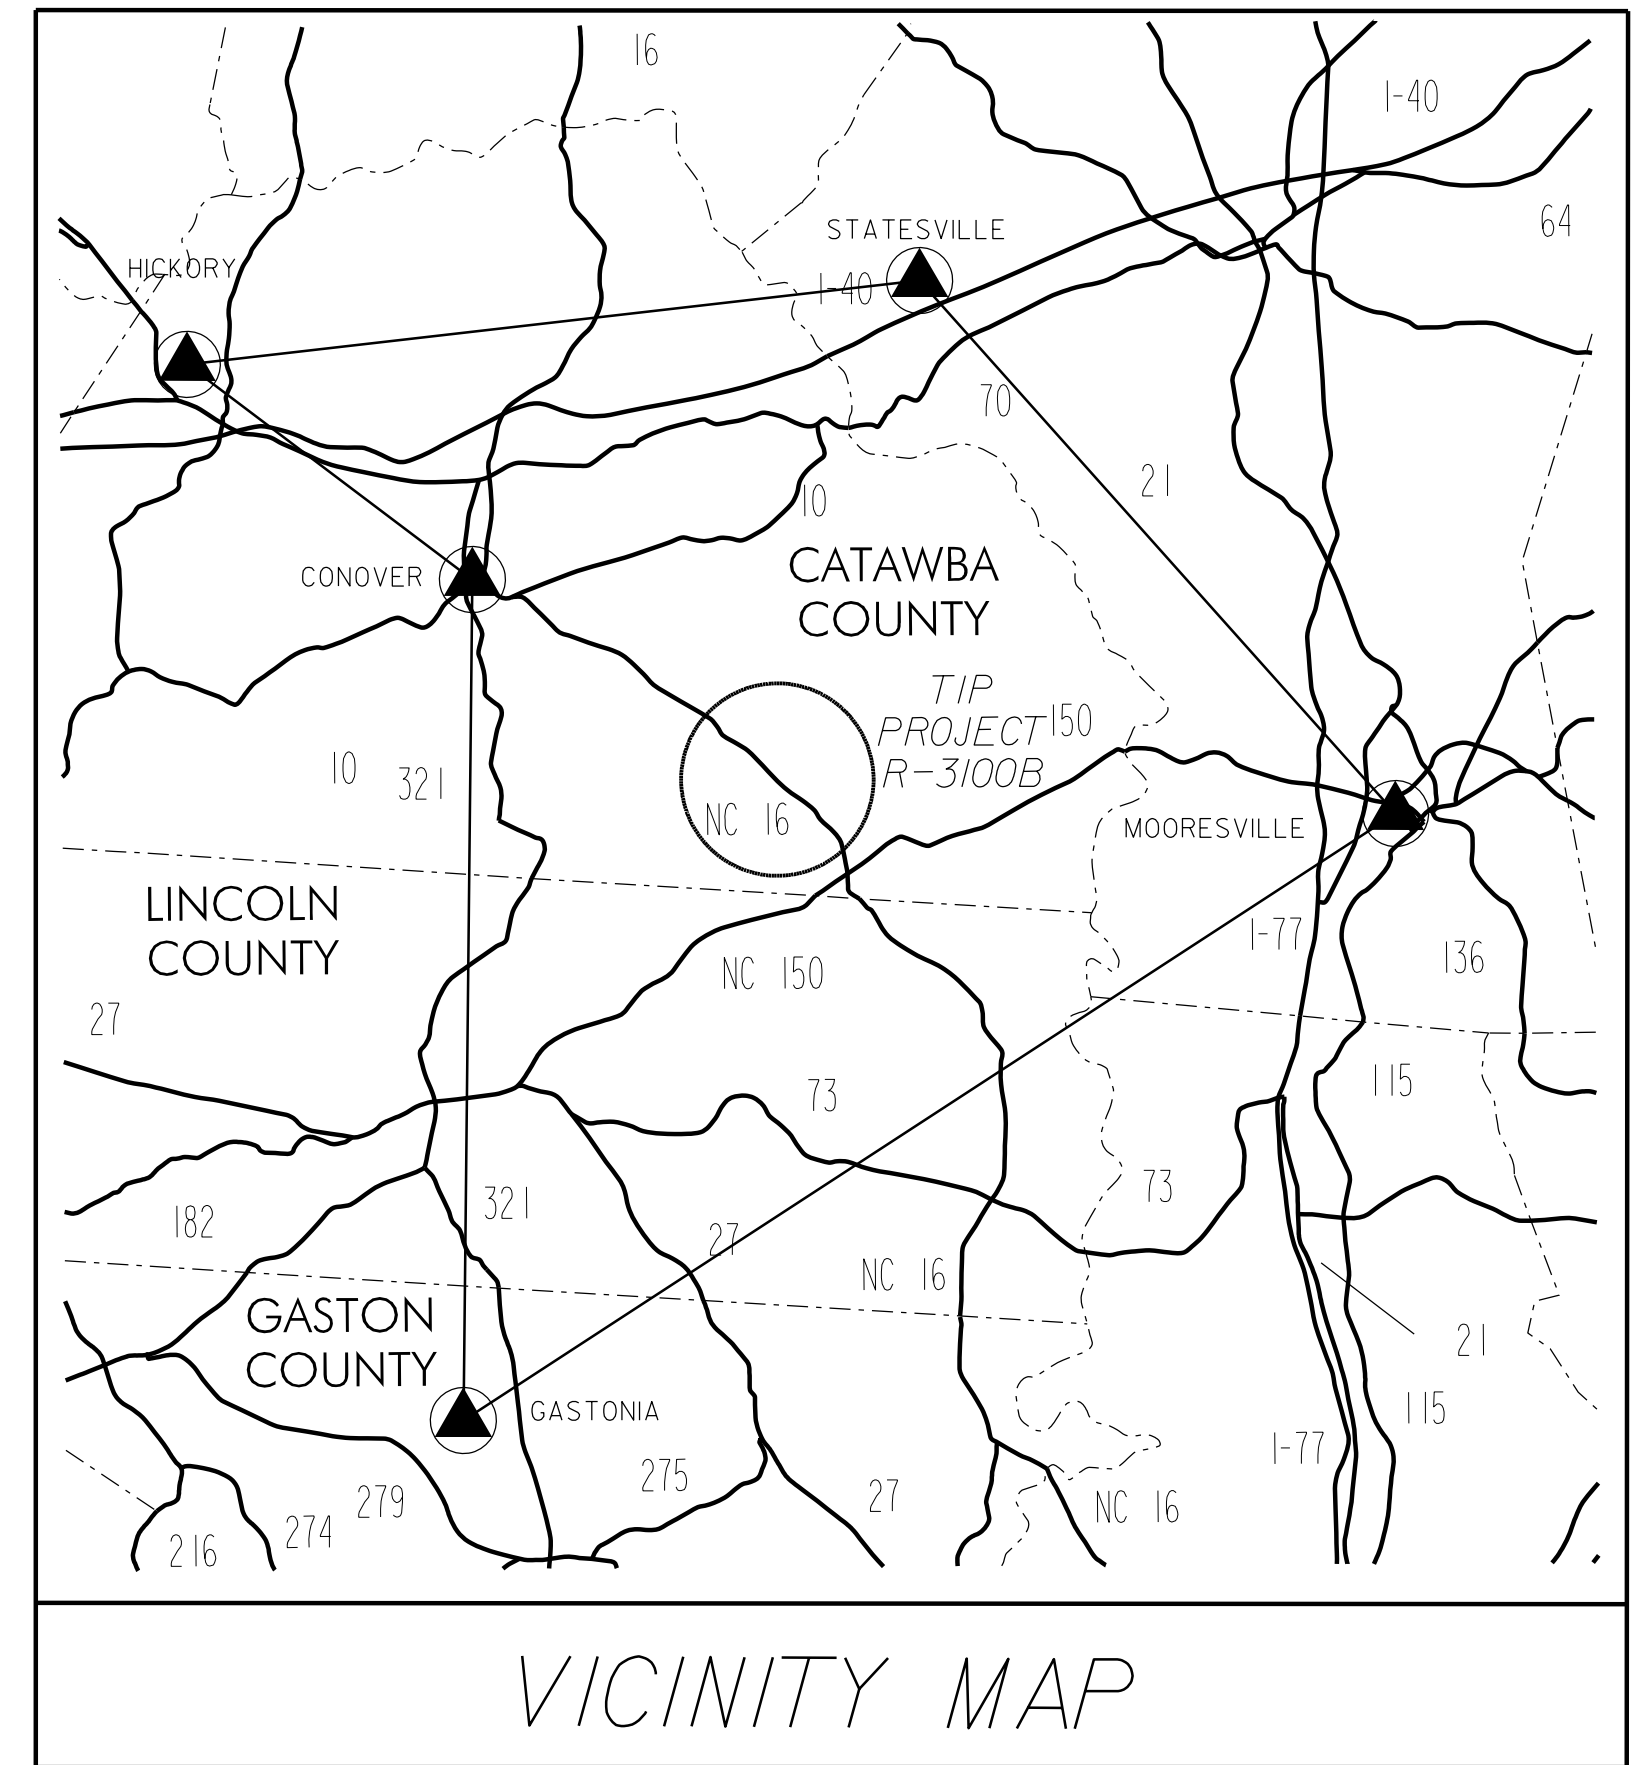 16
I-40
64
STATESVILLE
HICKORY
I-40
70
21
10
CONOVER
CATAWBA
COUNTY
TIP
PROJECT
R-3100B
150
10
321
NC 16
MOORESVILLE
LINCOLN
COUNTY
I-77
136
NC 150
27
115
73
73
182
321
27
NC 16
GASTON
COUNTY
21
GASTONIA
115
I-77
275
279
27
NC 16
274
216
VICINITY MAP